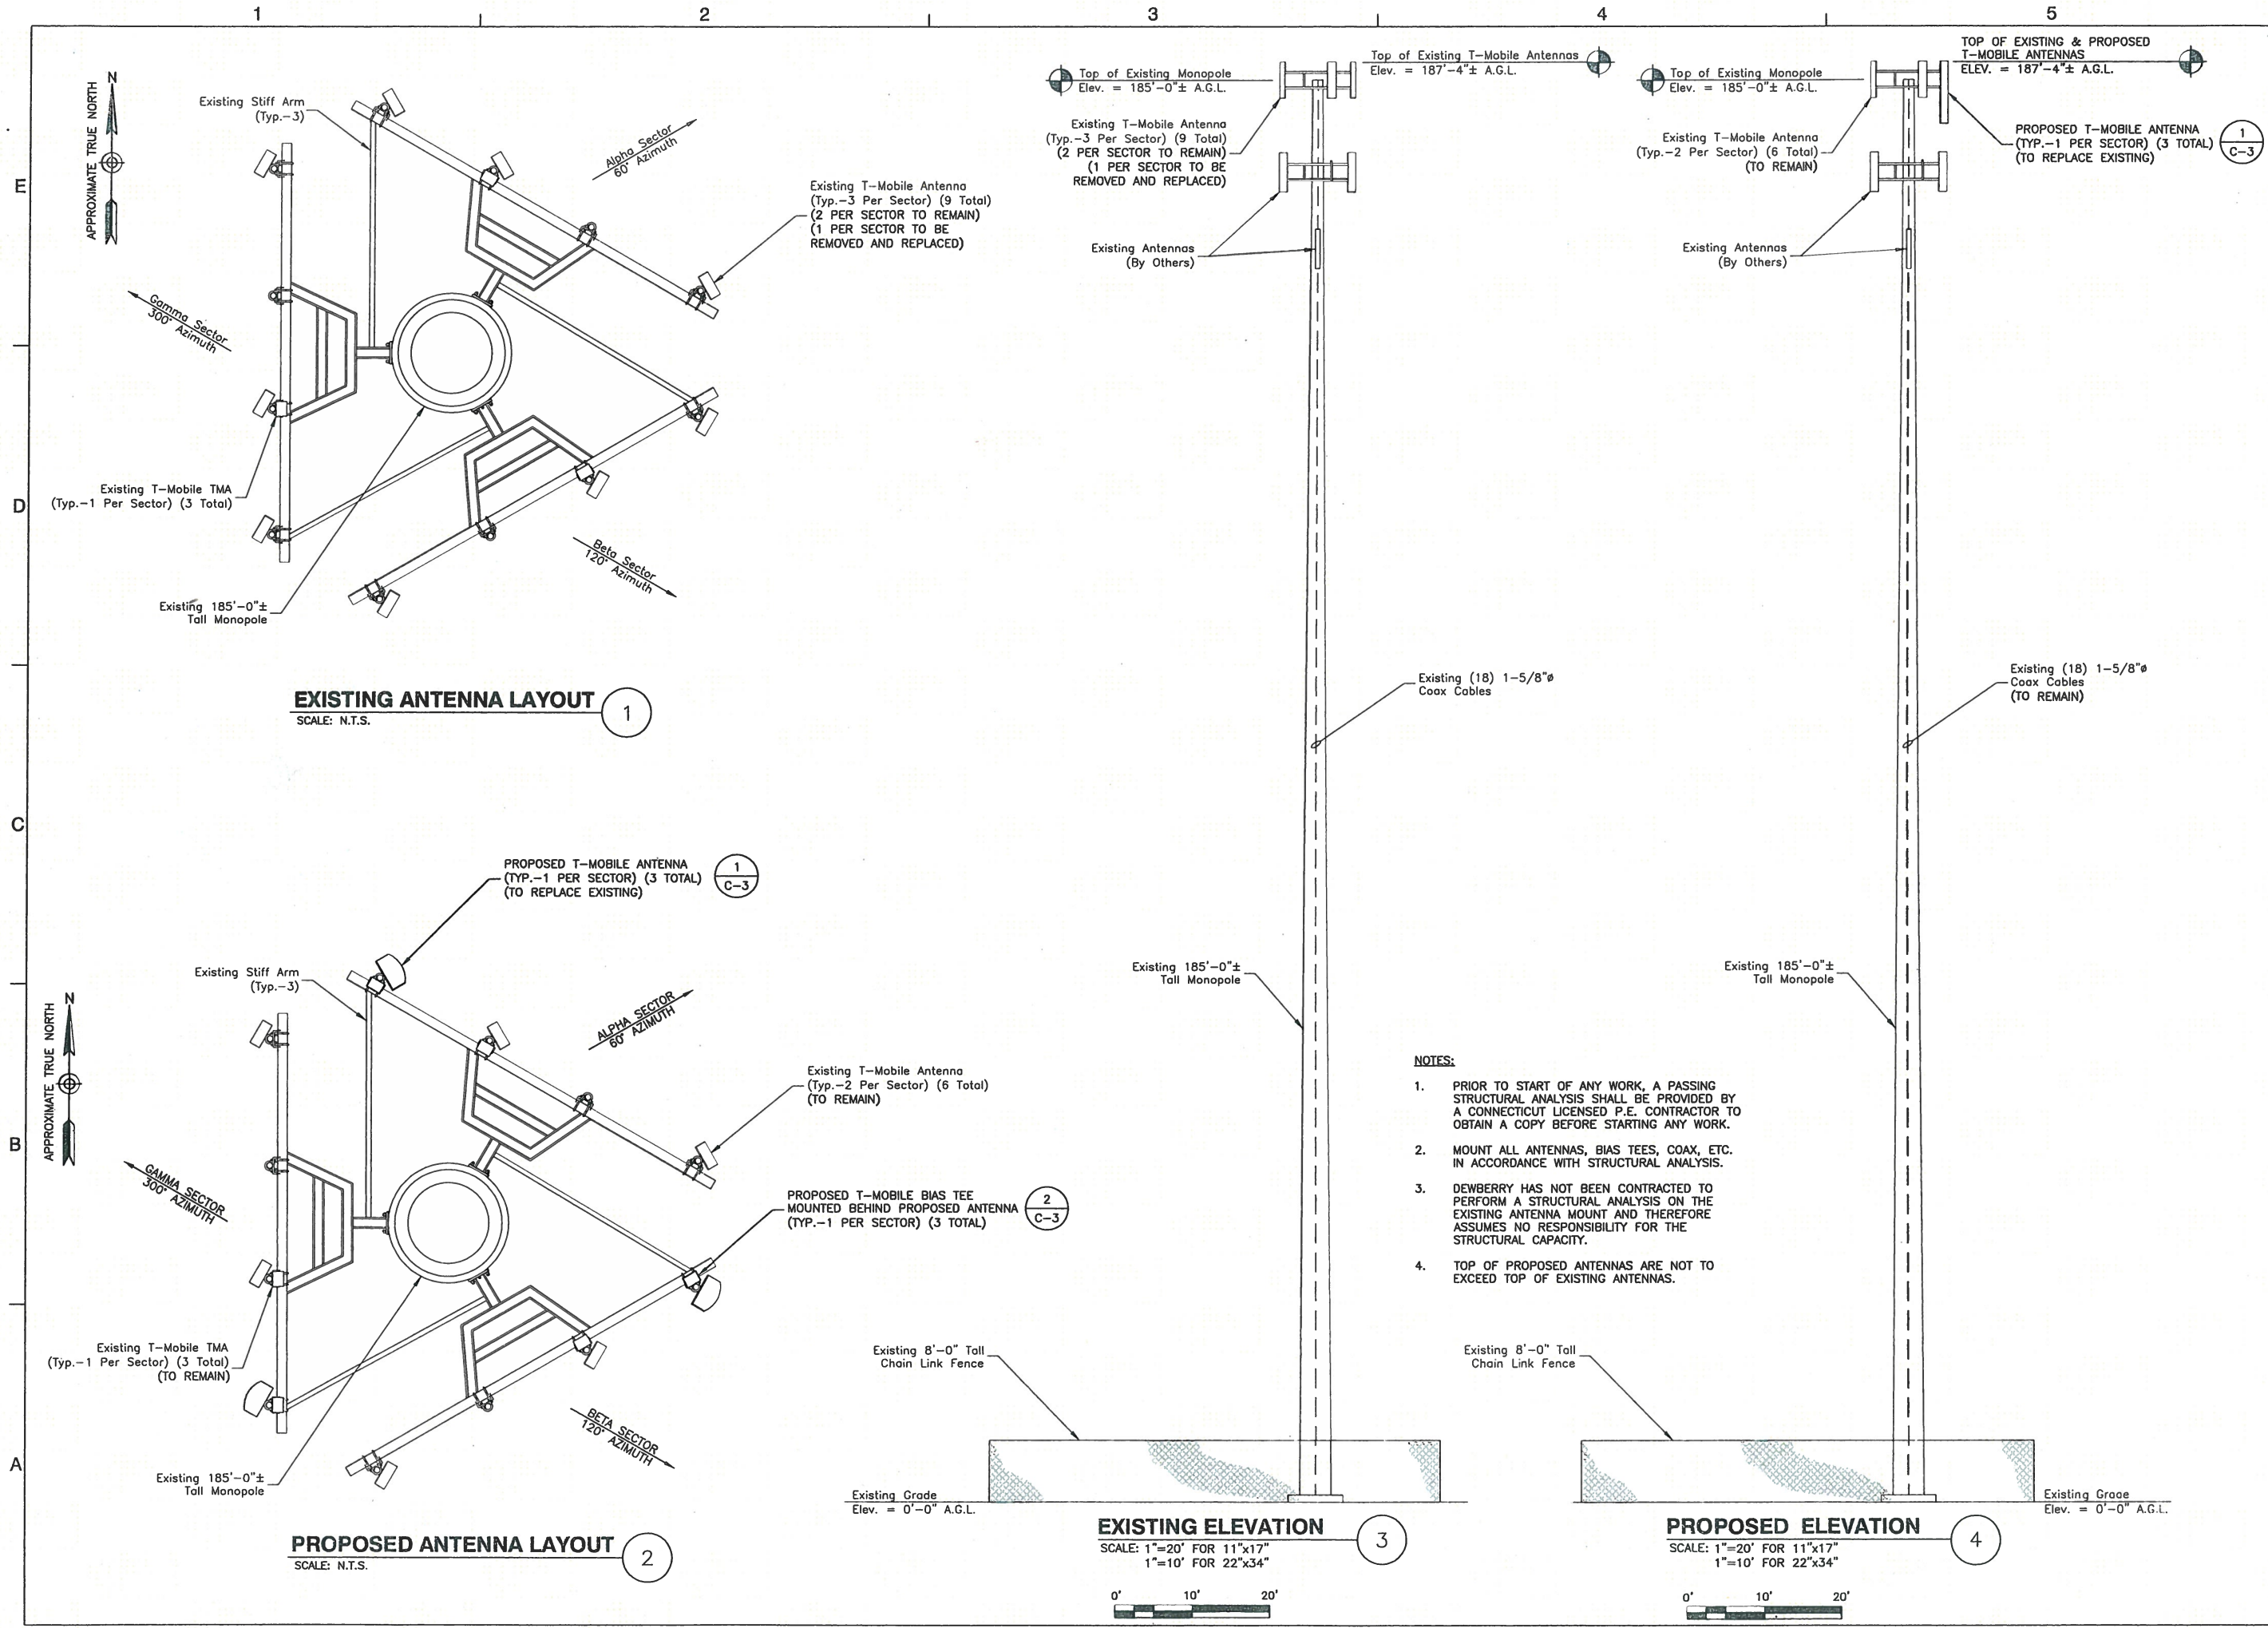 1
2
3
4
5
E
D
C
B
A
APPROXIMATE TRUE NORTH
N
Existing Stiff Arm
(Typ.-3)
Alpha Sector
60° Azimuth
Existing T-Mobile Antenna
(Typ.-3 Per Sector) (9 Total)
(2 PER SECTOR TO REMAIN)
(1 PER SECTOR TO BE
REMOVED AND REPLACED)
Gamma Sector
300° Azimuth
Existing T-Mobile TMA
(Typ.-1 Per Sector) (3 Total)
Beta Sector
120° Azimuth
Existing 185'-0"±
Tall Monopole
EXISTING ANTENNA LAYOUT
SCALE: N.T.S.
1
PROPOSED T-MOBILE ANTENNA
(TYP.-1 PER SECTOR) (3 TOTAL)
(TO REPLACE EXISTING)
1
C-3
APPROXIMATE TRUE NORTH
N
Existing Stiff Arm
(Typ.-3)
ALPHA SECTOR
60° AZIMUTH
Existing T-Mobile Antenna
(Typ.-2 Per Sector) (6 Total)
(TO REMAIN)
GAMMA SECTOR
300° AZIMUTH
PROPOSED T-MOBILE BIAS TEE
MOUNTED BEHIND PROPOSED ANTENNA
(TYP.-1 PER SECTOR) (3 TOTAL)
2
C-3
Existing T-Mobile TMA
(Typ.-1 Per Sector) (3 Total)
(TO REMAIN)
BETA SECTOR
120° AZIMUTH
Existing 185'-0"±
Tall Monopole
PROPOSED ANTENNA LAYOUT
SCALE: N.T.S.
2
Top of Existing Monopole
Elev. = 185'-0"± A.G.L.
Top of Existing T-Mobile Antennas
Elev. = 187'-4"± A.G.L.
Existing T-Mobile Antenna
(Typ.-3 Per Sector) (9 Total)
(2 PER SECTOR TO REMAIN)
(1 PER SECTOR TO BE
REMOVED AND REPLACED)
Existing Antennas
(By Others)
Existing (18) 1-5/8"ø
Coax Cables
Existing 185'-0"±
Tall Monopole
Existing 8'-0" Tall
Chain Link Fence
Existing Grade
Elev. = 0'-0" A.G.L.
EXISTING ELEVATION
SCALE: 1"=20' FOR 11"x17"
1"=10' FOR 22"x34"
3
0' 10' 20'
Top of Existing Monopole
Elev. = 185'-0"± A.G.L.
TOP OF EXISTING & PROPOSED
T-MOBILE ANTENNAS
ELEV. = 187'-4"± A.G.L.
Existing T-Mobile Antenna
(Typ.-2 Per Sector) (6 Total)
(TO REMAIN)
PROPOSED T-MOBILE ANTENNA
(TYP.-1 PER SECTOR) (3 TOTAL)
(TO REPLACE EXISTING)
1
C-3
Existing Antennas
(By Others)
Existing (18) 1-5/8"ø
Coax Cables
(TO REMAIN)
Existing 185'-0"±
Tall Monopole
NOTES:
1. PRIOR TO START OF ANY WORK, A PASSING
STRUCTURAL ANALYSIS SHALL BE PROVIDED BY
A CONNECTICUT LICENSED P.E. CONTRACTOR TO
OBTAIN A COPY BEFORE STARTING ANY WORK.
2. MOUNT ALL ANTENNAS, BIAS TEES, COAX, ETC.
IN ACCORDANCE WITH STRUCTURAL ANALYSIS.
3. DEWBERRY HAS NOT BEEN CONTRACTED TO
PERFORM A STRUCTURAL ANALYSIS ON THE
EXISTING ANTENNA MOUNT AND THEREFORE
ASSUMES NO RESPONSIBILITY FOR THE
STRUCTURAL CAPACITY.
4. TOP OF PROPOSED ANTENNAS ARE NOT TO
EXCEED TOP OF EXISTING ANTENNAS.
Existing 8'-0" Tall
Chain Link Fence
Existing Grade
Elev. = 0'-0" A.G.L.
PROPOSED ELEVATION
SCALE: 1"=20' FOR 11"x17"
1"=10' FOR 22"x34"
4
0' 10' 20'